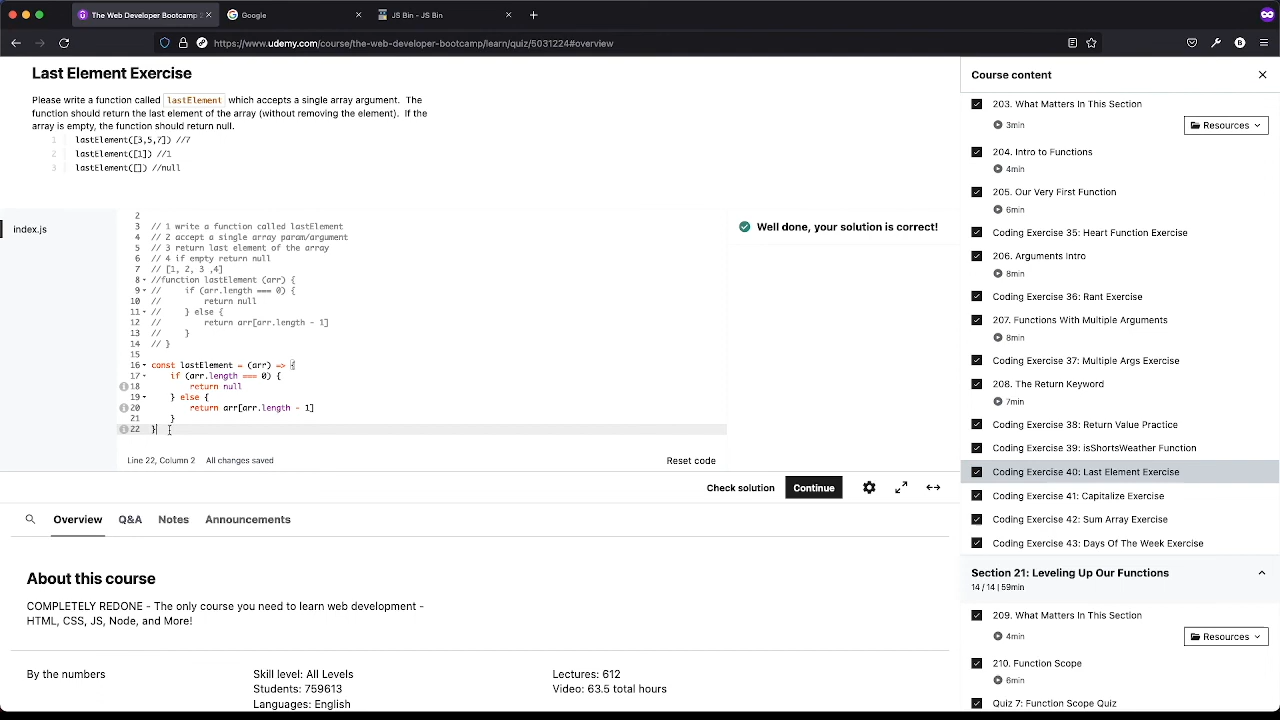 The Web Developer Bootcamp
Google
JS Bin - JS Bin
https://www.udemy.com/course/the-web-developer-bootcamp/learn/quiz/5031224#overview
B
Last Element Exercise
Please write a function called lastElement which accepts a single array argument. The
function should return the last element of the array (without removing the element). If the
array is empty, the function should return null.
1 lastElement([3,5,7]) //7
2 lastElement([1]) //1
3 lastElement([]) //null
index.js
2
3 // 1 write a function called lastElement
4 // 2 accept a single array param/argument
5 // 3 return last element of the array
6 // 4 if empty return null
7 // [1, 2, 3 ,4]
8 //function lastElement (arr) {
9 // if (arr.length === 0) {
10 // return null
11 // } else {
12 // return arr[arr.length - 1]
13 // }
14 // }
15
16 const lastElement = (arr) => {
17 if (arr.length === 0) {
18 return null
19 } else {
20 return arr[arr.length - 1]
21 }
22 }
Line 22, Column 2 All changes saved
Reset code
Well done, your solution is correct!
Check solution
Continue
Overview
Q&A
Notes
Announcements
About this course
COMPLETELY REDONE - The only course you need to learn web development -
HTML, CSS, JS, Node, and More!
By the numbers
Skill level: All Levels
Students: 759613
Languages: English
Lectures: 612
Video: 63.5 total hours
Course content
203. What Matters In This Section
3min
Resources
204. Intro to Functions
4min
205. Our Very First Function
6min
Coding Exercise 35: Heart Function Exercise
206. Arguments Intro
8min
Coding Exercise 36: Rant Exercise
207. Functions With Multiple Arguments
8min
Coding Exercise 37: Multiple Args Exercise
208. The Return Keyword
7min
Coding Exercise 38: Return Value Practice
Coding Exercise 39: isShortsWeather Function
Coding Exercise 40: Last Element Exercise
Coding Exercise 41: Capitalize Exercise
Coding Exercise 42: Sum Array Exercise
Coding Exercise 43: Days Of The Week Exercise
Section 21: Leveling Up Our Functions
14 / 14 | 59min
209. What Matters In This Section
4min
Resources
210. Function Scope
6min
Quiz 7: Function Scope Quiz